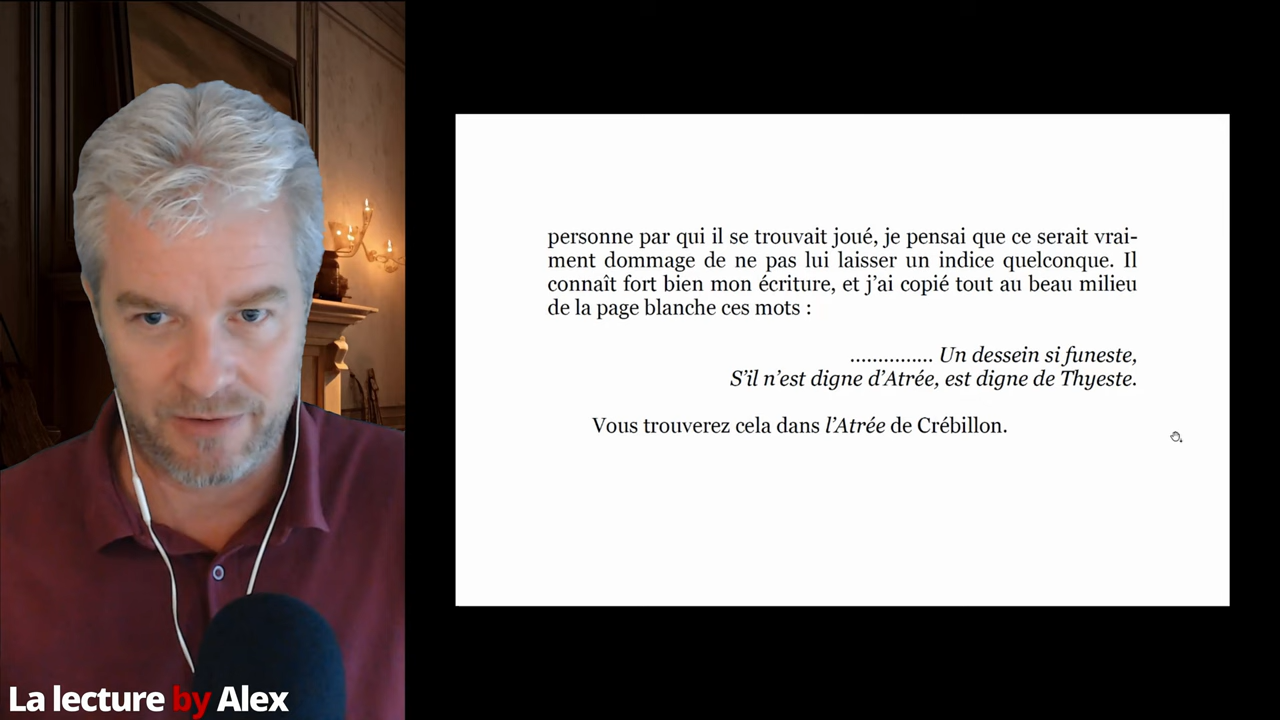 personne par qui il se trouvait joué, je pensai que ce serait vrai-
ment dommage de ne pas lui laisser un indice quelconque. Il
connaît fort bien mon écriture, et j’ai copié tout au beau milieu
de la page blanche ces mots :
............... Un dessein si funeste,
S’il n’est digne d’Atrée, est digne de Thyeste.
Vous trouverez cela dans l’Atrée de Crébillon.
La lecture by Alex